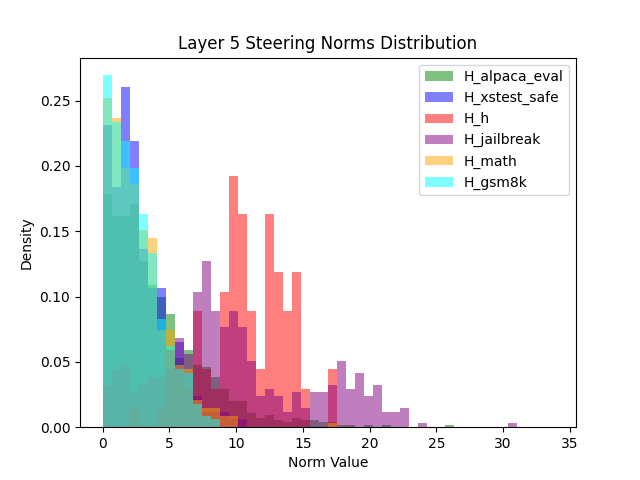 Layer 5 Steering Norms Distribution
H_alpaca_eval
H_xstest_safe
H_h
H_jailbreak
H_math
H_gsm8k
Density
0.25
0.20
0.15
0.10
0.05
0.00
0 5 10 15 20 25 30 35
Norm Value